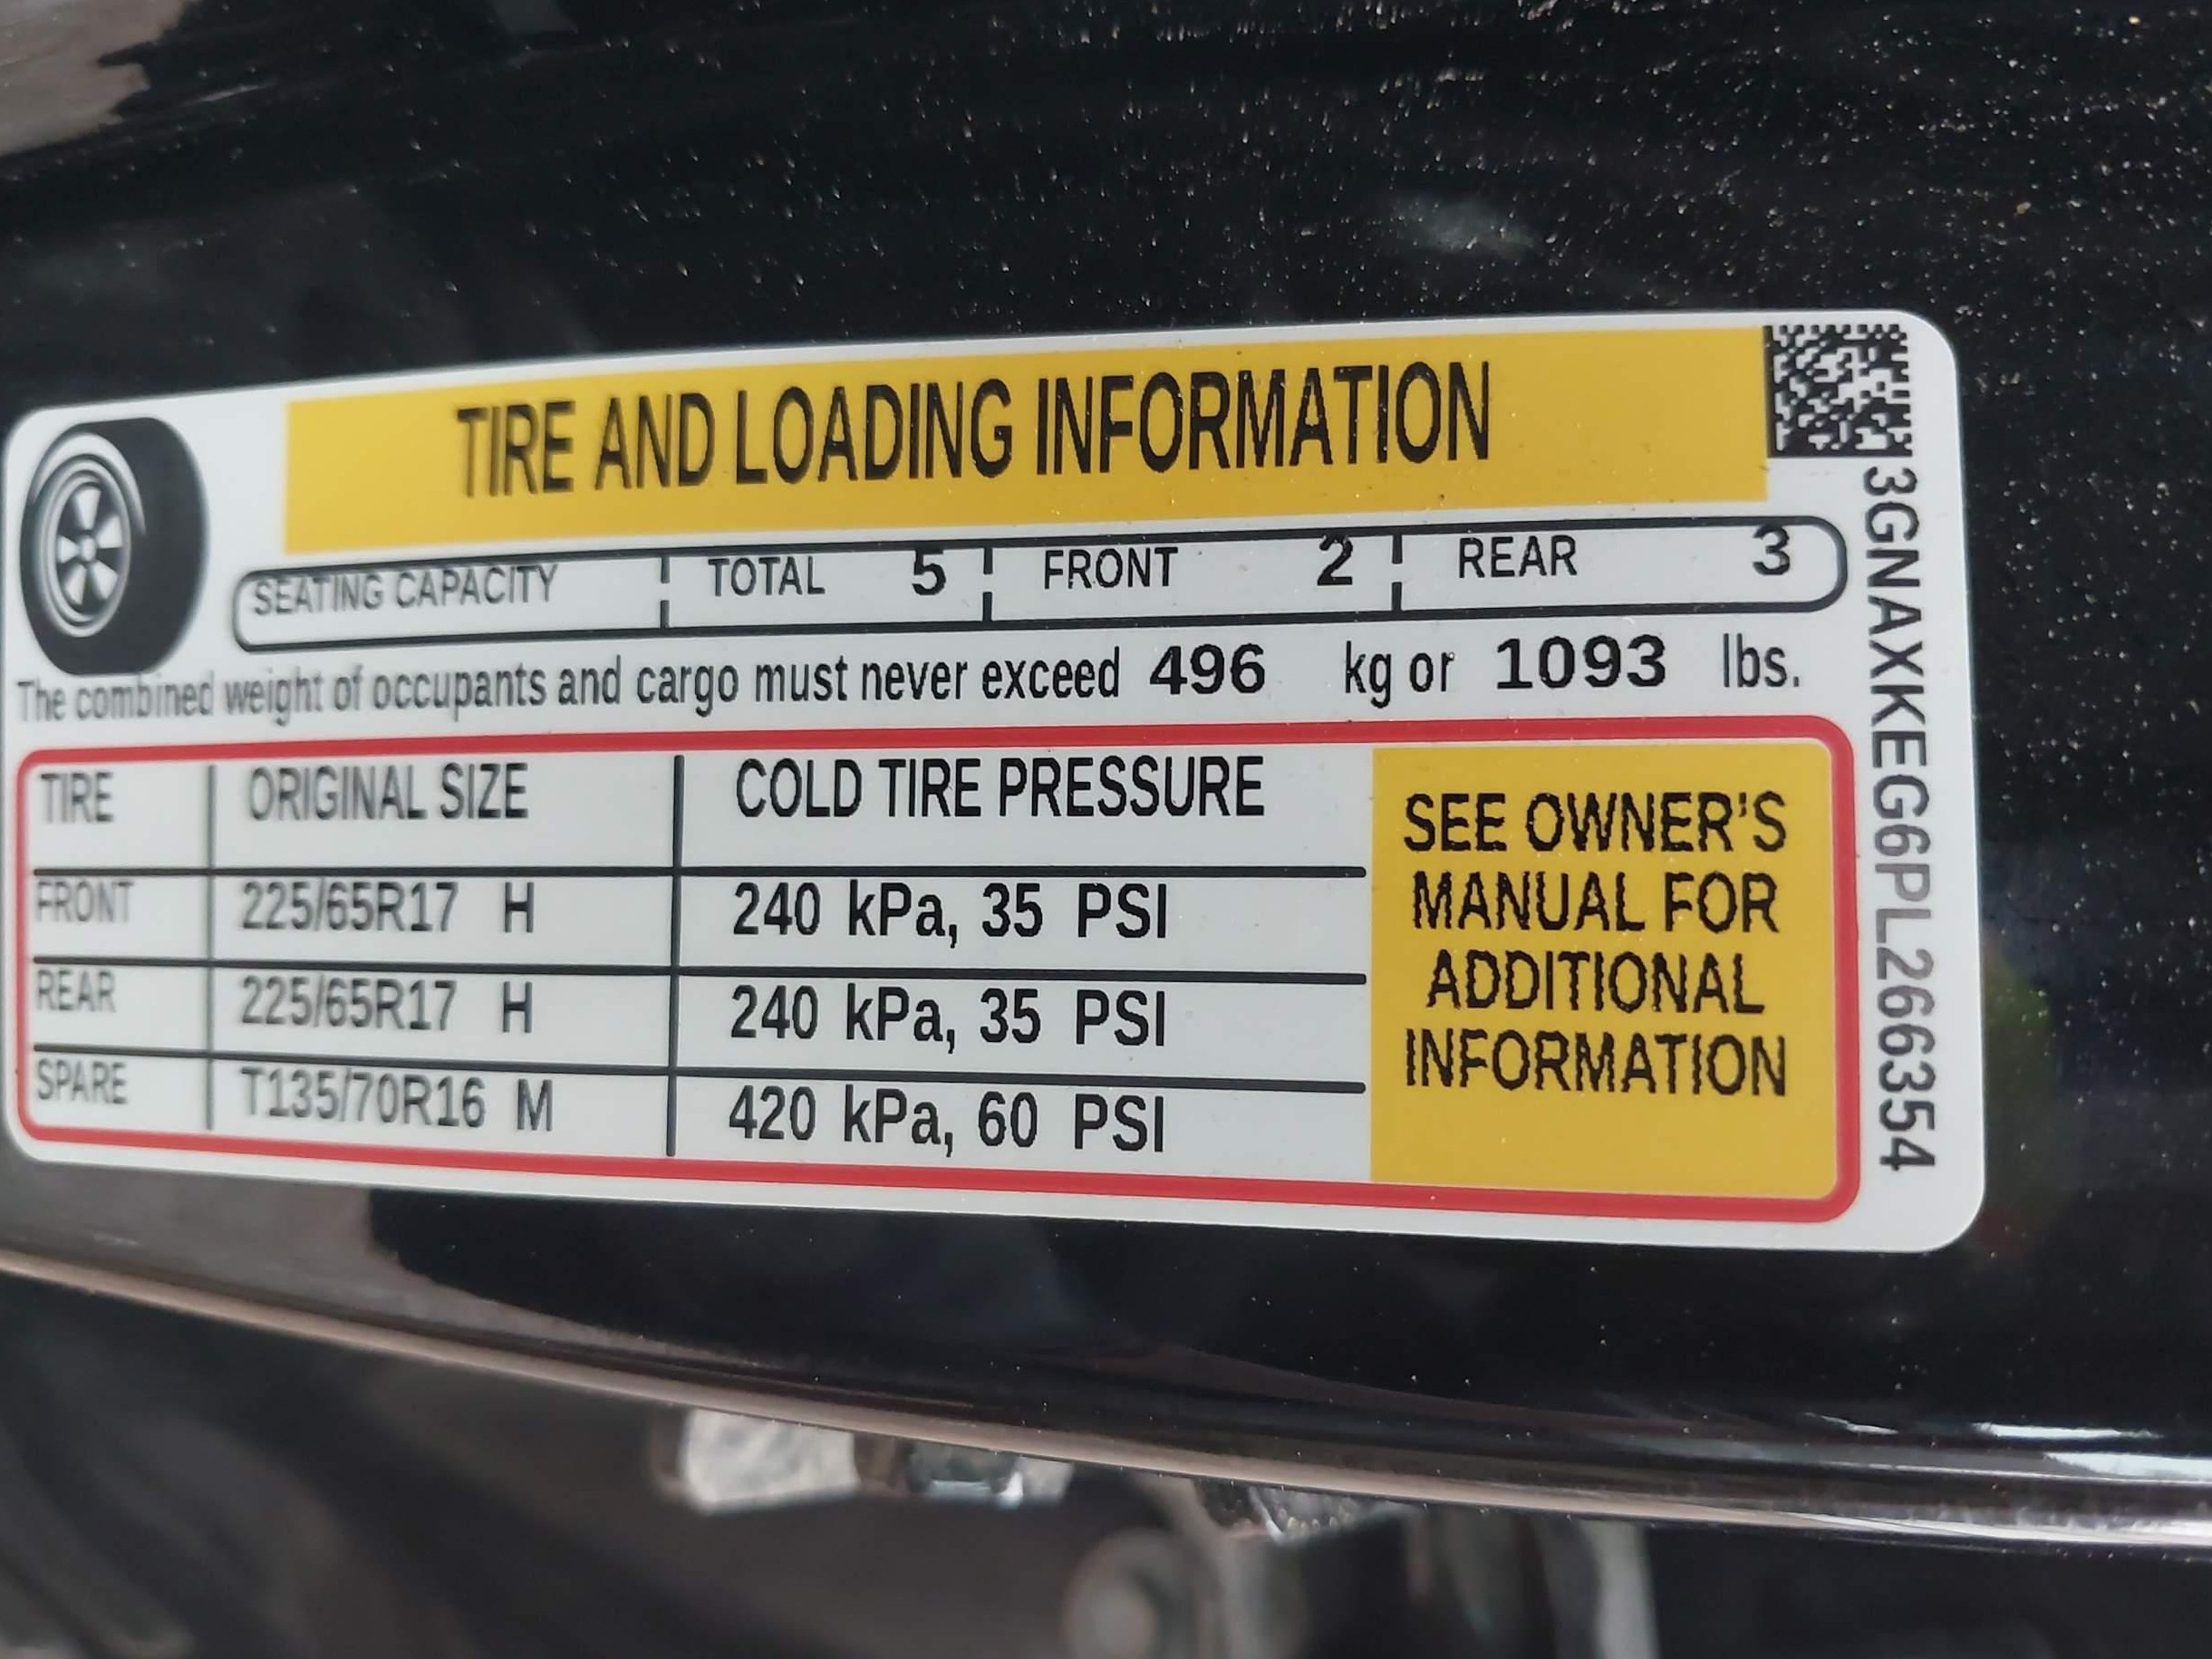 TIRE AND LOADING INFORMATION
SEATING CAPACITY TOTAL 5 FRONT 2 REAR 3
The combined weight of occupants and cargo must never exceed 496 kg or 1093 lbs.
TIRE ORIGINAL SIZE COLD TIRE PRESSURE
FRONT 225/65R17 H 240 kPa, 35 PSI
REAR 225/65R17 H 240 kPa, 35 PSI
SPARE T135/70R16 M 420 kPa, 60 PSI
SEE OWNER'S
MANUAL FOR
ADDITIONAL
INFORMATION
3GNAXKEG6PL266354